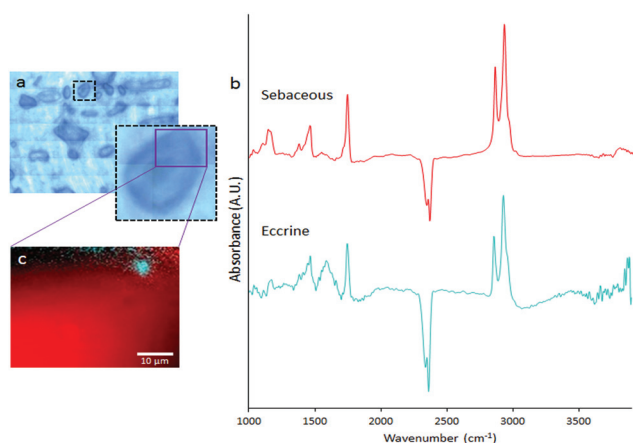 a
b
Sebaceous
Eccrine
c
10 μm
Absorbance (A.U.)
1000 1500 2000 2500 3000 3500
Wavenumber (cm⁻¹)